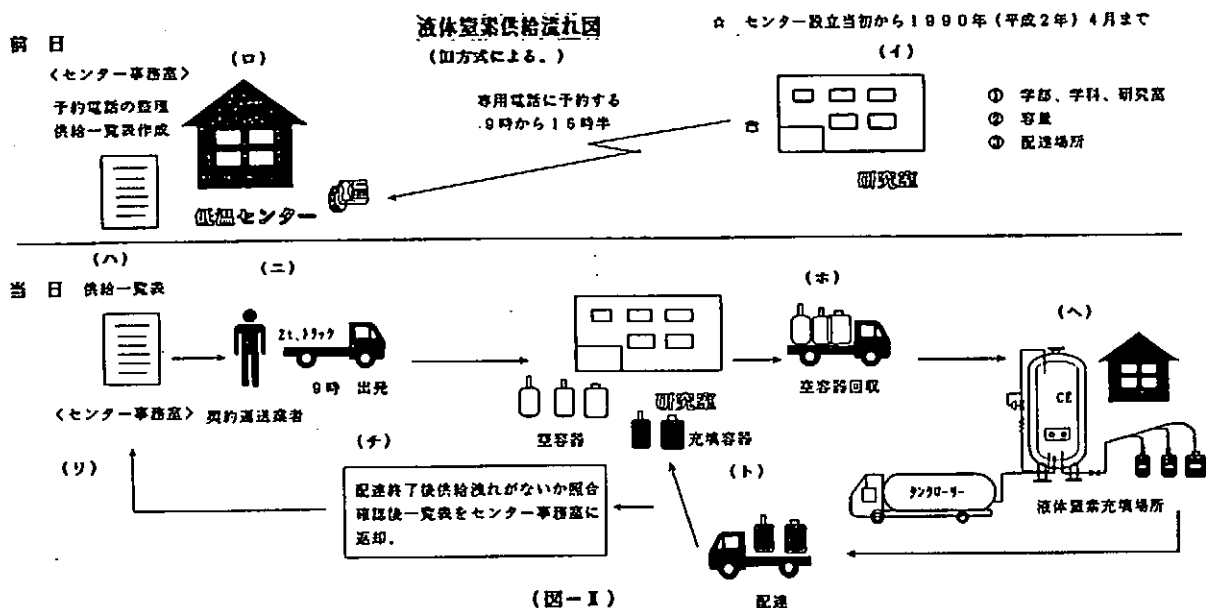 液体窒素供給流れ図
(旧方式による。)
☆ センター設立当初から1990年(平成2年)4月まで
前 日
(ロ)
(イ)
<センター事務室>
予約電話の整理
供給一覧表作成
専用電話に予約する
9時から16時半
① 学部、学科、研究室
② 容量
③ 配達場所
研究室
低温センター
(ハ)
(ニ)
(ホ)
(ヘ)
当 日 供給一覧表
2t、トラック
9時 出発
空容器回収
CE
<センター事務室>
契約運送業者
空容器
研究室
充填容器
(チ)
(リ)
(ト)
配達終了後供給洩れがないか照合
確認後一覧表をセンター事務室に
返却。
タンクローリー
液体窒素充填場所
配達
(図-Ⅱ)